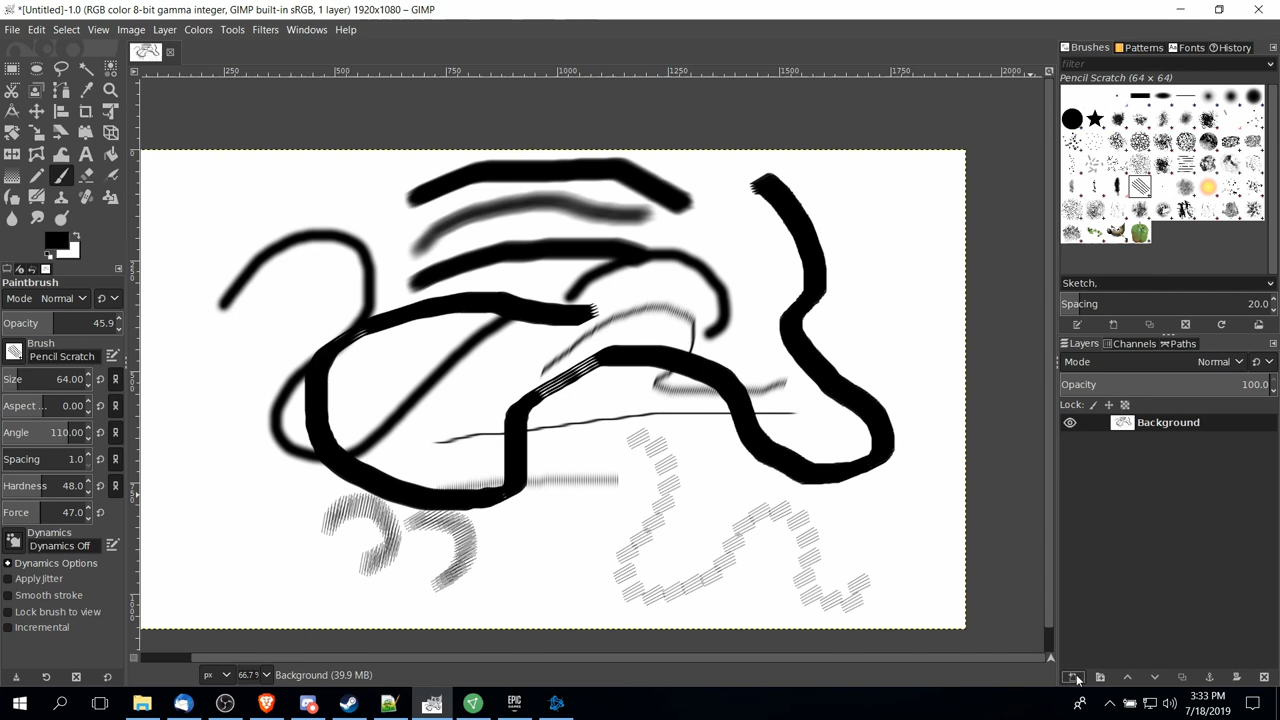 *[Untitled]-1.0 (RGB color 8-bit gamma integer, GIMP built-in sRGB, 1 layer) 1920x1080 – GIMP
File Edit Select View Image Layer Colors Tools Filters Windows Help
Brushes Patterns Fonts History
filter
Pencil Scratch (64 × 64)
250 500 750 1000 1250 1500 1750 2000
Paintbrush
Mode Normal
Opacity 45.9
Brush
Pencil Scratch
Size 64.00
Aspect ... 0.00
Angle 110.00
Spacing 1.0
Hardness 48.0
Force 47.0
Dynamics
Dynamics Off
Dynamics Options
Apply Jitter
Smooth stroke
Lock brush to view
Incremental
Sketch,
Spacing 20.0
Layers Channels Paths
Mode Normal
Opacity 100.0
Lock:
Background
px 66.7 Background (39.9 MB)
EPIC GAMES
3:33 PM
7/18/2019